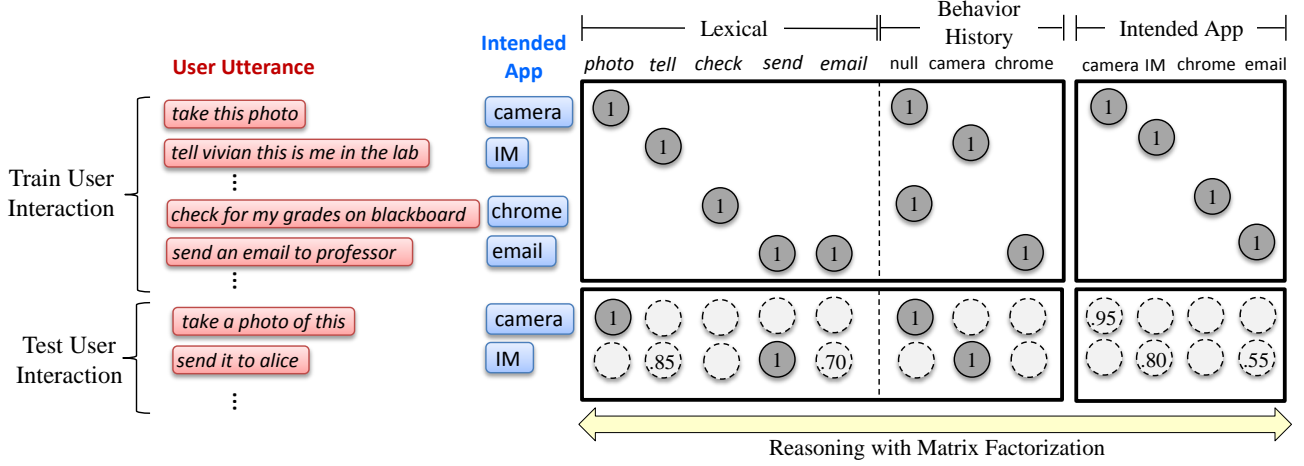 Lexical
Behavior
History
Intended App
User Utterance
Intended
App
photo tell check send email null camera chrome camera IM chrome email
Train User
Interaction
take this photo camera 1 1 1
tell vivian this is me in the lab IM 1 1 1
⋮
check for my grades on blackboard chrome 1 1 1
send an email to professor email 1 1 1 1
⋮
Test User
Interaction
take a photo of this camera 1 1 .95
send it to alice IM .85 1 .70 1 .80 .55
⋮
Reasoning with Matrix Factorization